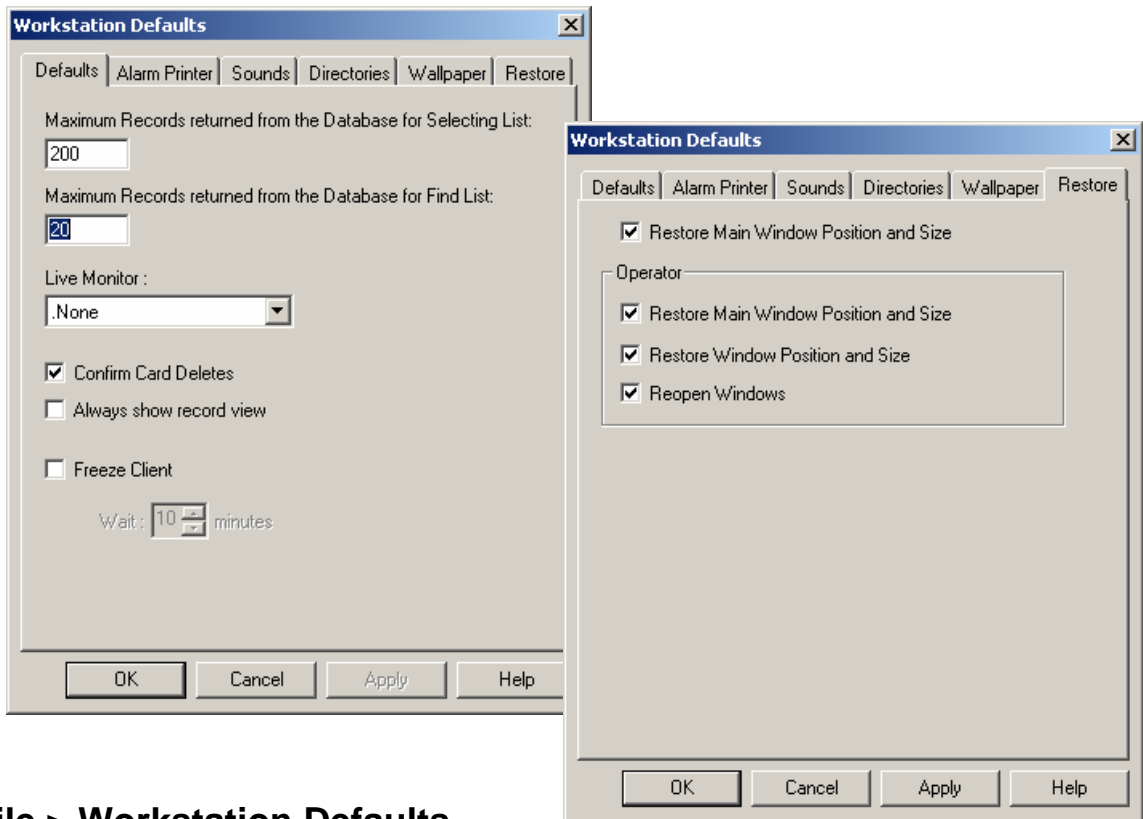 Workstation Defaults
Defaults Alarm Printer Sounds Directories Wallpaper Restore
Maximum Records returned from the Database for Selecting List:
200
Maximum Records returned from the Database for Find List:
20
Live Monitor :
.None
Confirm Card Deletes
Always show record view
Freeze Client
Wait : 10 minutes
OK Cancel Apply Help
Workstation Defaults
Defaults Alarm Printer Sounds Directories Wallpaper Restore
Restore Main Window Position and Size
Operator
Restore Main Window Position and Size
Restore Window Position and Size
Reopen Windows
OK Cancel Apply Help
> Workstation Defaults